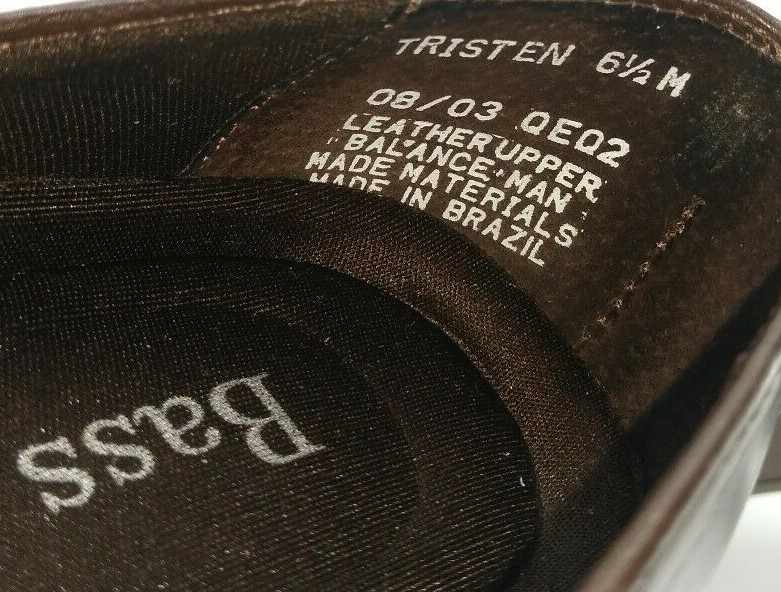 TRISTEN 6½ M
08/03 QEQ2
LEATHER UPPER
BALANCE MAN
MADE MATERIALS
MADE IN BRAZIL
Bass